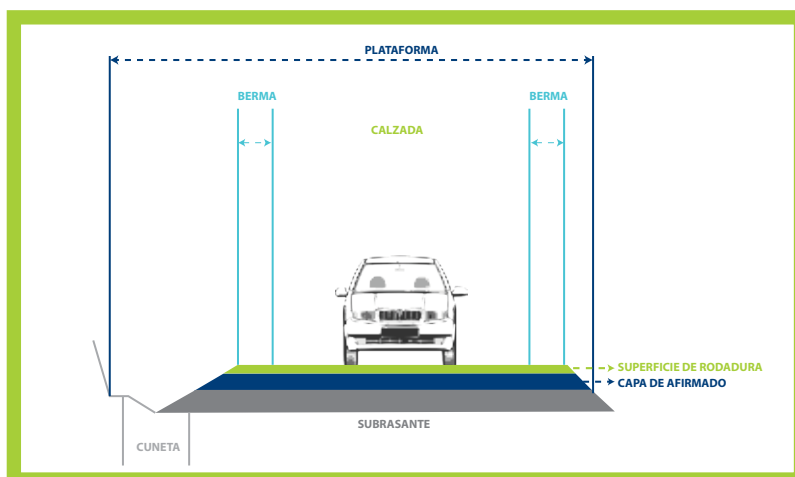 PLATAFORMA
BERMA
BERMA
CALZADA
SUPERFICIE DE RODADURA
CAPA DE AFIRMADO
SUBRASANTE
CUNETA